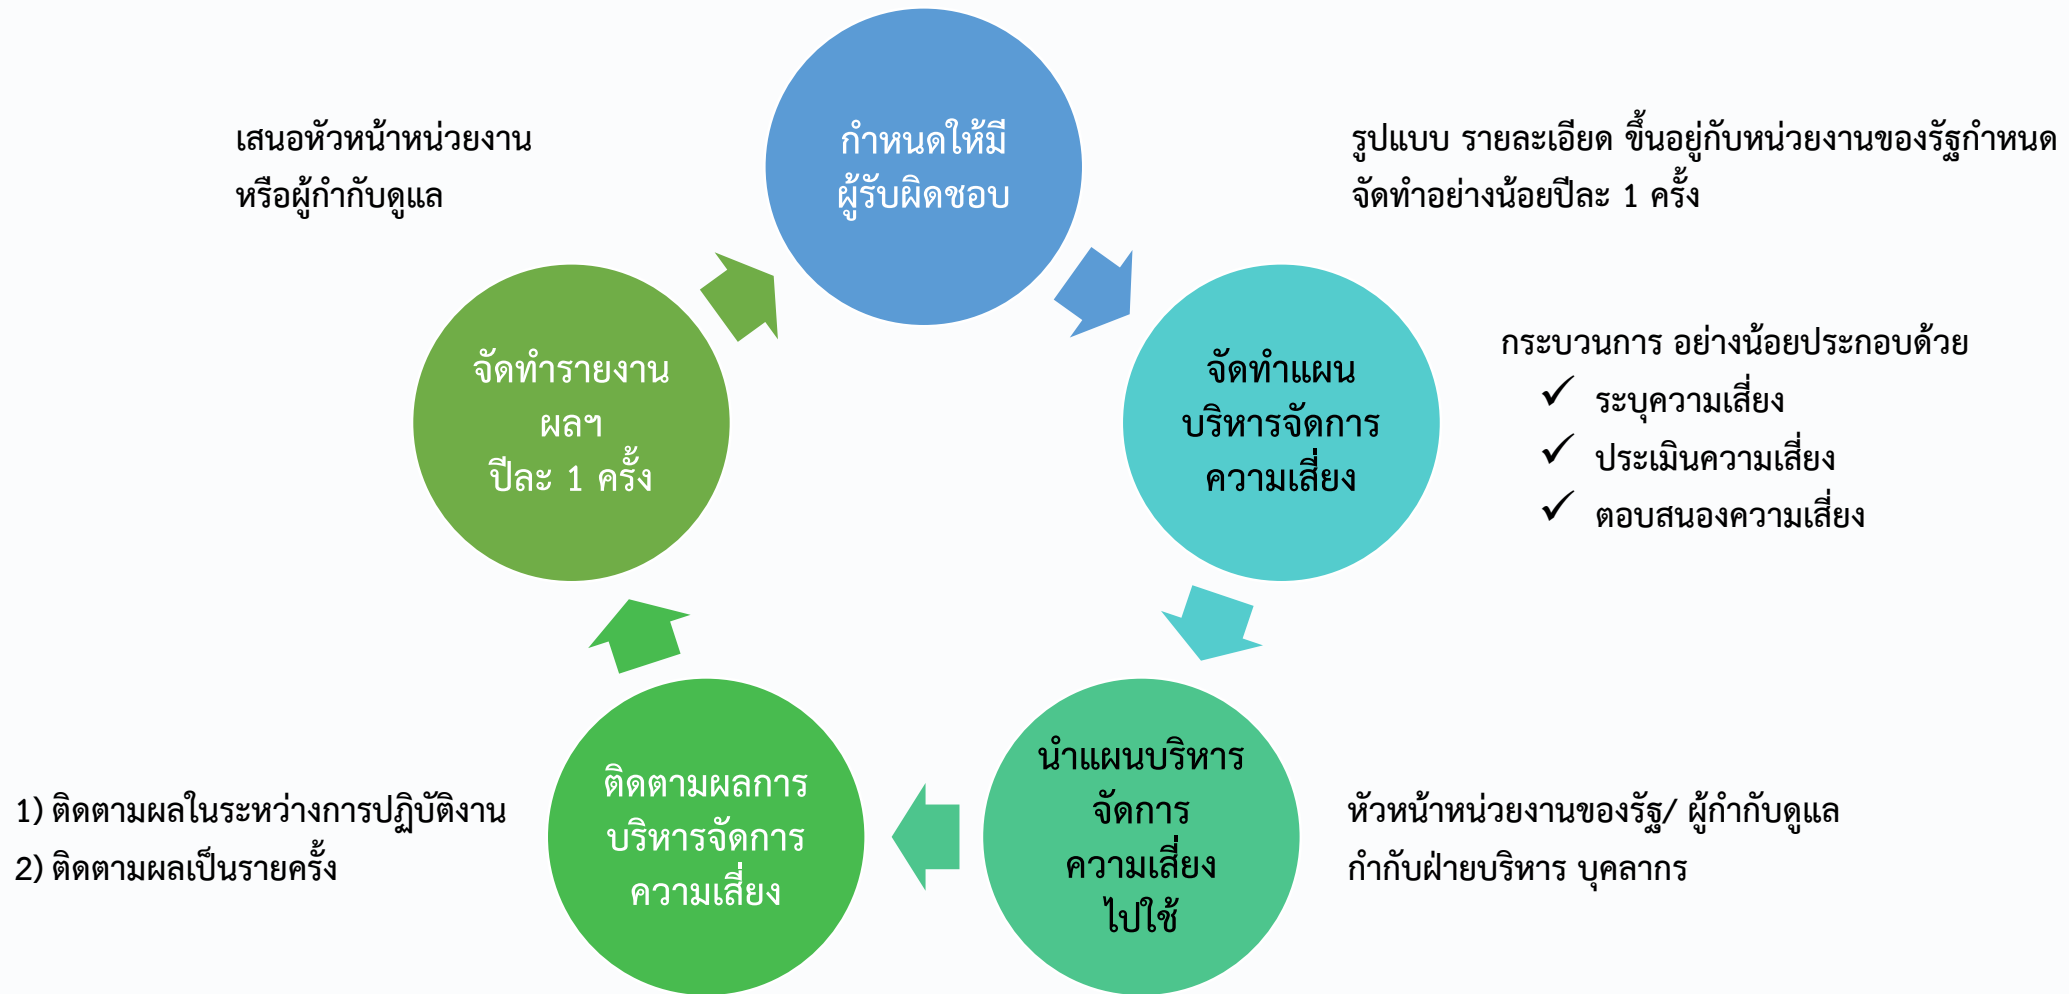 กำหนดให้มี
ผู้รับผิดชอบ
รูปแบบ รายละเอียด ขึ้นอยู่กับหน่วยงานของรัฐกำหนด
จัดทำอย่างน้อยปีละ 1 ครั้ง
จัดทำแผน
บริหารจัดการ
ความเสี่ยง
กระบวนการ อย่างน้อยประกอบด้วย
✓ ระบุความเสี่ยง
✓ ประเมินความเสี่ยง
✓ ตอบสนองความเสี่ยง
นำแผนบริหาร
จัดการ
ความเสี่ยง
ไปใช้
หัวหน้าหน่วยงานของรัฐ/ ผู้กำกับดูแล
กำกับฝ่ายบริหาร บุคลากร
ติดตามผลการ
บริหารจัดการ
ความเสี่ยง
1) ติดตามผลในระหว่างการปฏิบัติงาน
2) ติดตามผลเป็นรายครั้ง
จัดทำรายงาน
ผลฯ
ปีละ 1 ครั้ง
เสนอหัวหน้าหน่วยงาน
หรือผู้กำกับดูแล